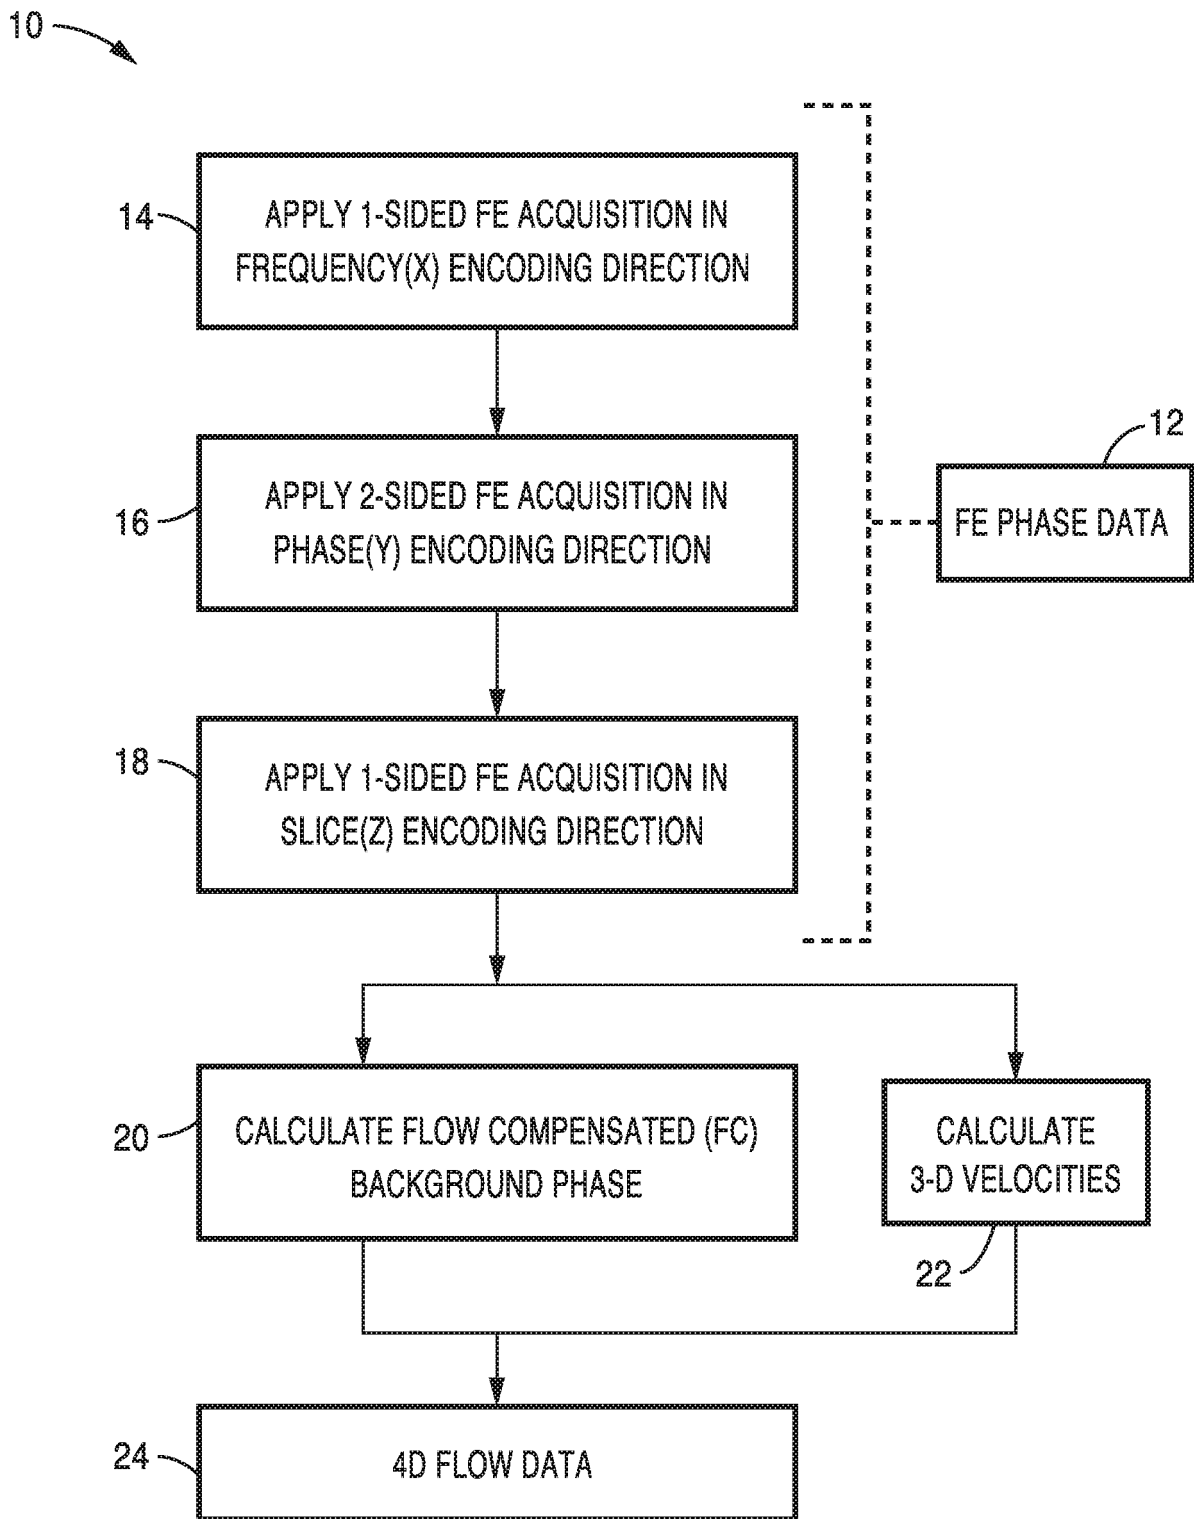 10
14
APPLY 1-SIDED FE ACQUISITION IN
FREQUENCY(X) ENCODING DIRECTION
16
APPLY 2-SIDED FE ACQUISITION IN
PHASE(Y) ENCODING DIRECTION
12
FE PHASE DATA
18
APPLY 1-SIDED FE ACQUISITION IN
SLICE(Z) ENCODING DIRECTION
20
CALCULATE FLOW COMPENSATED (FC)
BACKGROUND PHASE
CALCULATE
3-D VELOCITIES
22
24
4D FLOW DATA